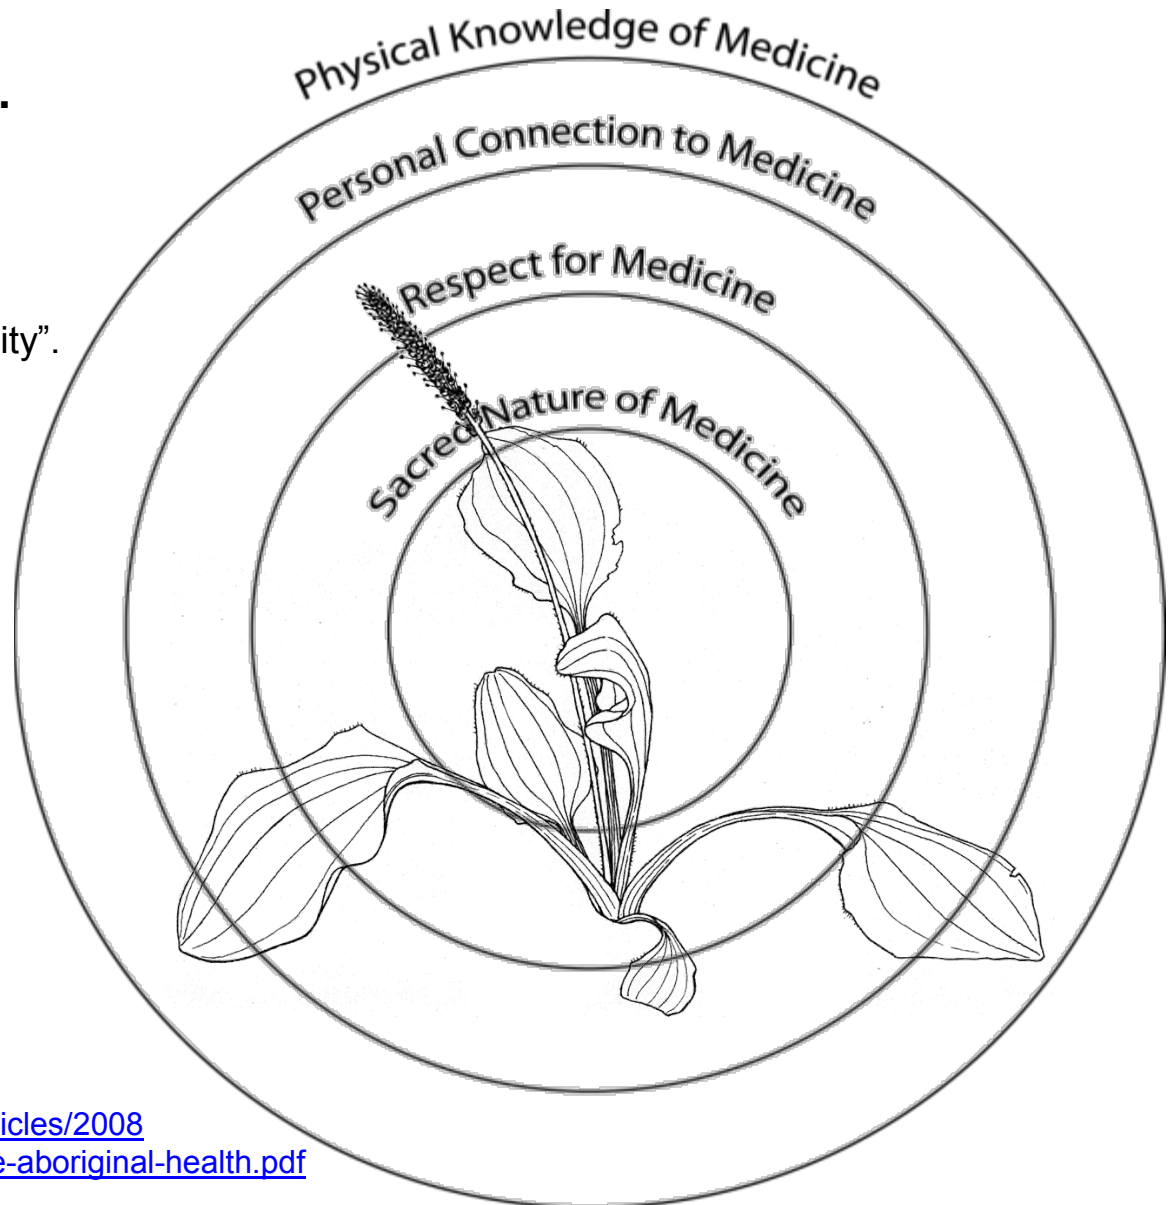 Physical Knowledge of Medicine
.
Personal Connection to Medicine
Respect for Medicine
ity”.
Sacred Nature of Medicine
icles/2008
e-aboriginal-health.pdf